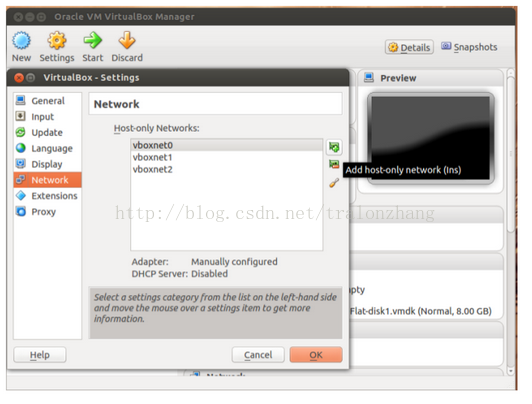 Oracle VM VirtualBox Manager
New Settings Start Discard
Details Snapshots
VirtualBox - Settings
Preview
General
Input
Update
Language
Display
Network
Extensions
Proxy
Network
Host-only Networks:
vboxnet0
vboxnet1
vboxnet2
Add host-only network (Ins)
http://blog.csdn.net/tralonzhang
Adapter: Manually configured
DHCP Server: Disabled
Select a settings category from the list on the left-hand side
and move the mouse over a settings item to get more
information.
pty
Flat-disk1.vmdk (Normal, 8.00 GB)
Help Cancel OK